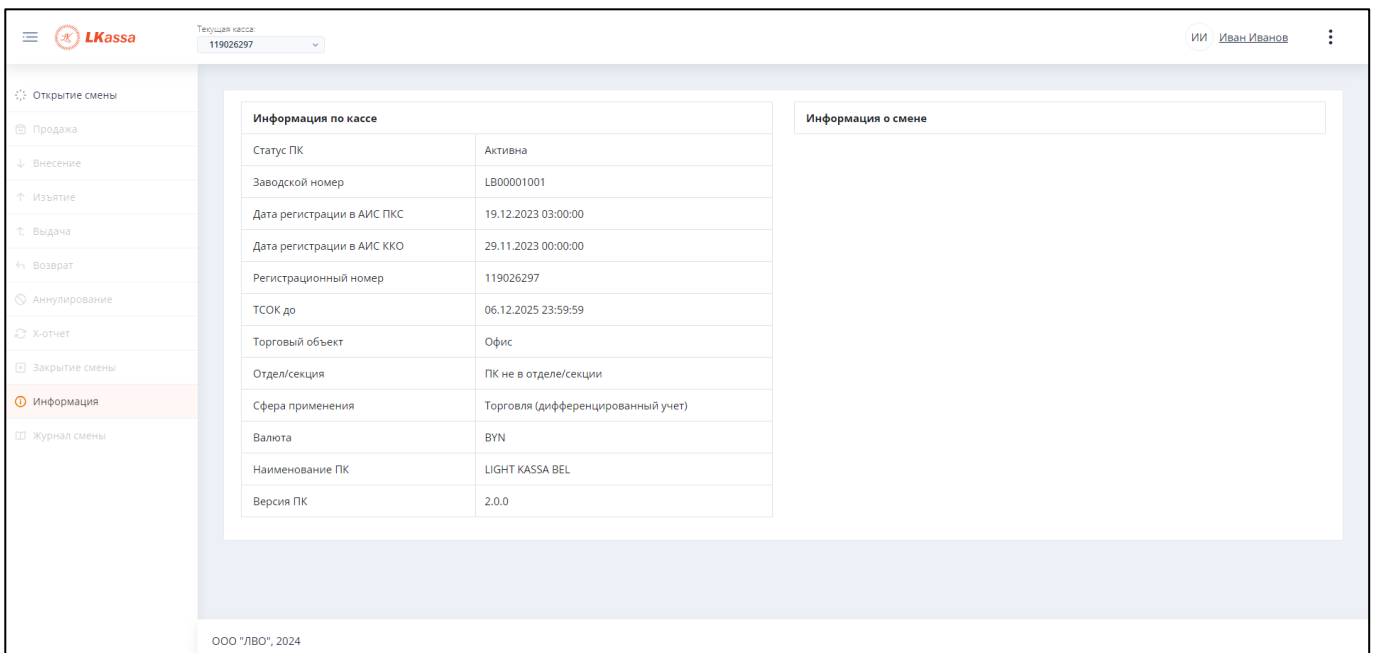 LKassa
Текущая касса:
119026297
ИИ Иван Иванов
Открытие смены
Продажа
Внесение
Изъятие
Выдача
Возврат
Аннулирование
X-отчет
Закрытие смены
Информация
Журнал смены
Информация по кассе
Статус ПК Активна
Заводской номер LB00001001
Дата регистрации в АИС ПКС 19.12.2023 03:00:00
Дата регистрации в АИС ККО 29.11.2023 00:00:00
Регистрационный номер 119026297
ТСОК до 06.12.2025 23:59:59
Торговый объект Офис
Отдел/секция ПК не в отделе/секции
Сфера применения Торговля (дифференцированный учет)
Валюта BYN
Наименование ПК LIGHT KASSA BEL
Версия ПК 2.0.0
Информация о смене
ООО "ЛВО", 2024